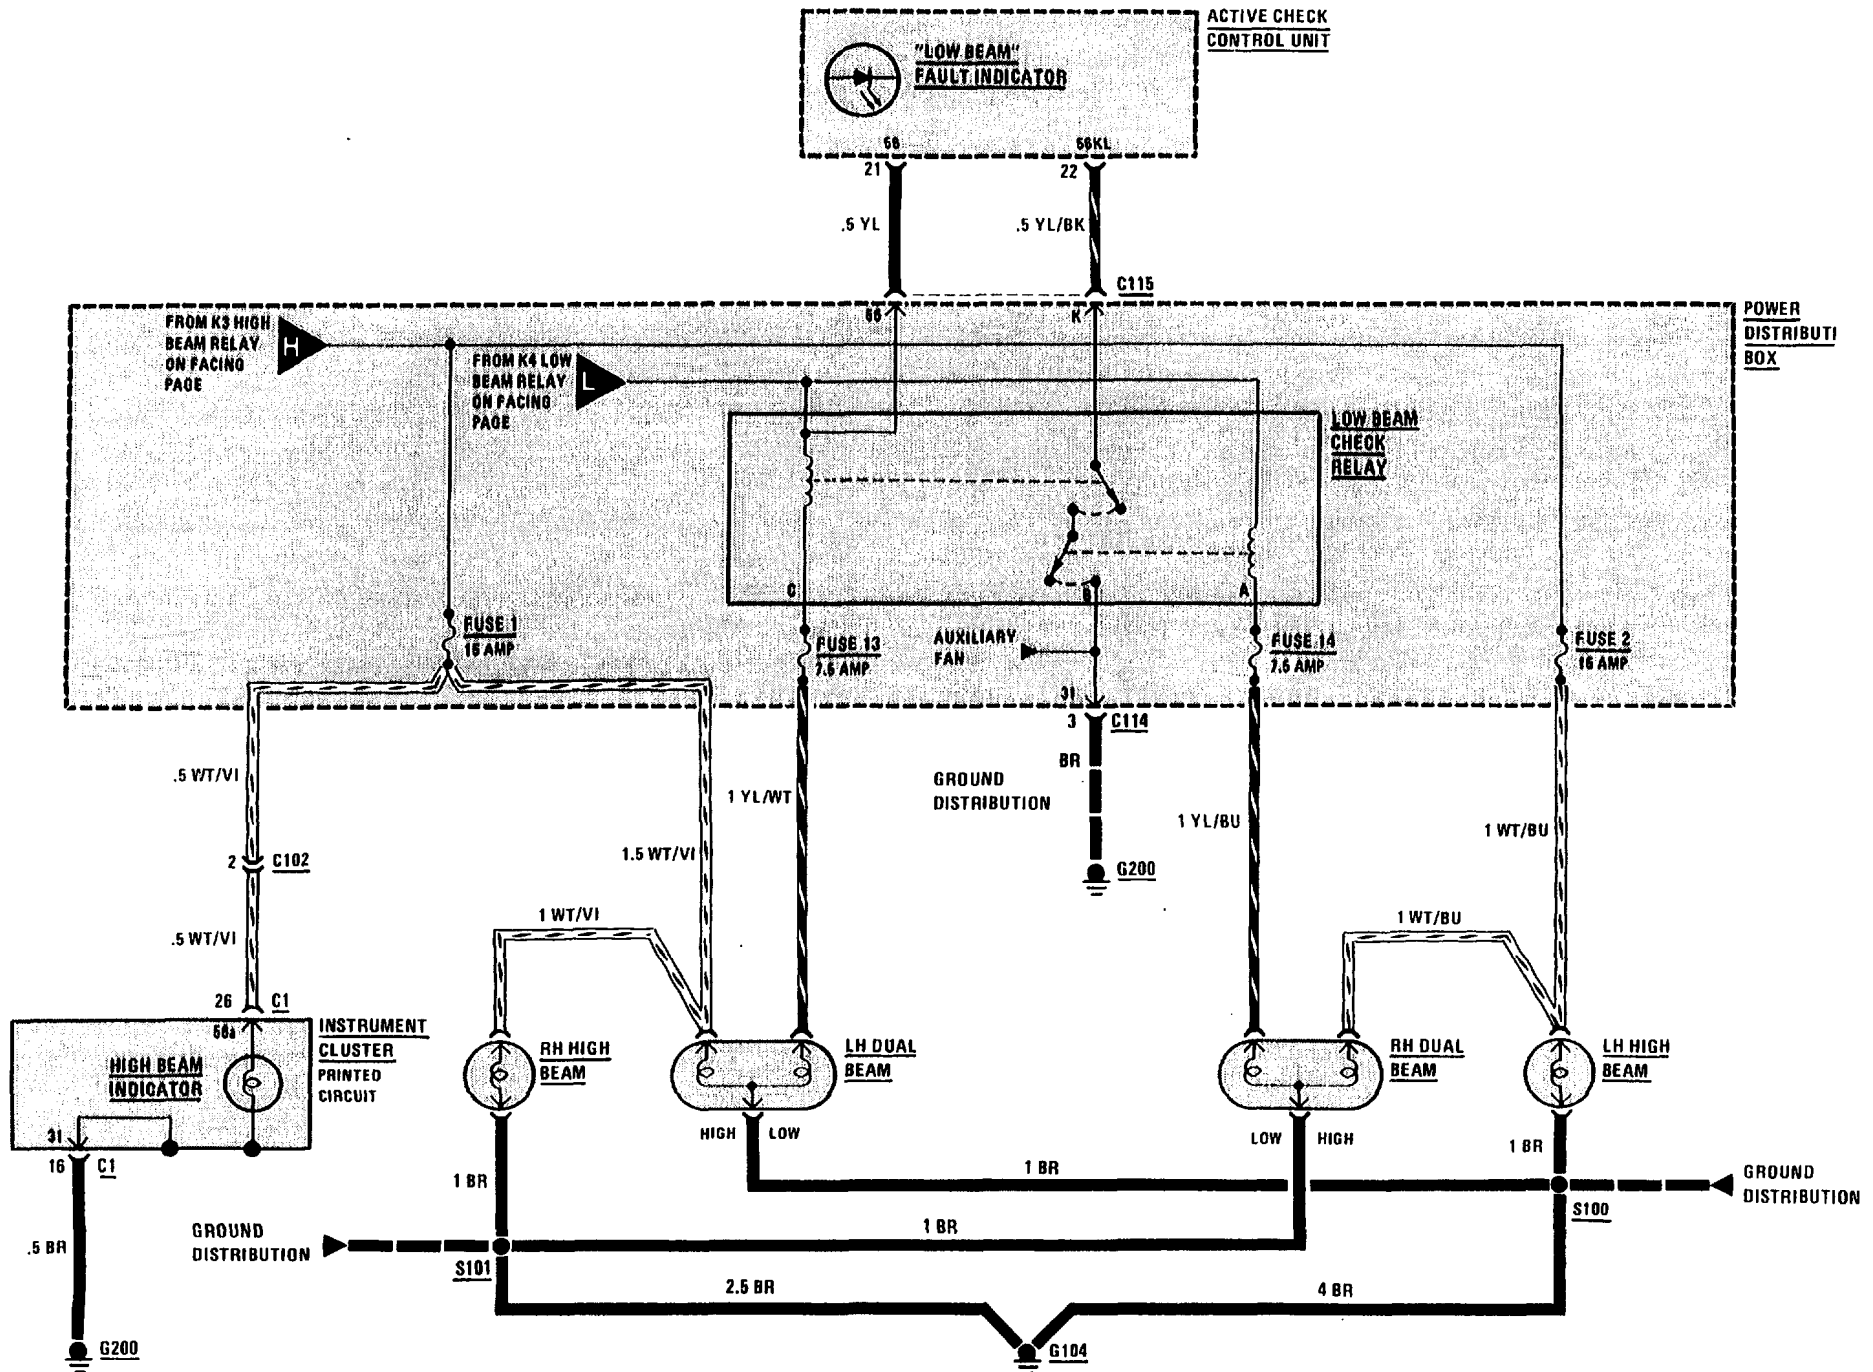 ACTIVE CHECK
CONTROL UNIT
"LOW BEAM"
FAULT INDICATOR
56
56KL
21
22
.5 YL
.5 YL/BK
C115
POWER
DISTRIBUTI
BOX
FROM K3 HIGH
BEAM RELAY
ON FACING
PAGE
H
56
K
FROM K4 LOW
BEAM RELAY
ON FACING
PAGE
L
LOW BEAM
CHECK
RELAY
C
B
A
FUSE 1
15 AMP
FUSE 13
7.5 AMP
AUXILIARY
FAN
FUSE 14
7.5 AMP
FUSE 2
15 AMP
31
3
C114
BR
.5 WT/VI
1 YL/WT
GROUND
DISTRIBUTION
1 YL/BU
1 WT/BU
2
C102
1.5 WT/VI
G200
.5 WT/VI
1 WT/VI
1 WT/BU
26
C1
56a
INSTRUMENT
CLUSTER
PRINTED
CIRCUIT
HIGH BEAM
INDICATOR
RH HIGH
BEAM
LH DUAL
BEAM
RH DUAL
BEAM
LH HIGH
BEAM
31
16
C1
HIGH
LOW
LOW
HIGH
1 BR
1 BR
1 BR
GROUND
DISTRIBUTION
S100
.5 BR
GROUND
DISTRIBUTION
1 BR
S101
2.5 BR
4 BR
G200
G104